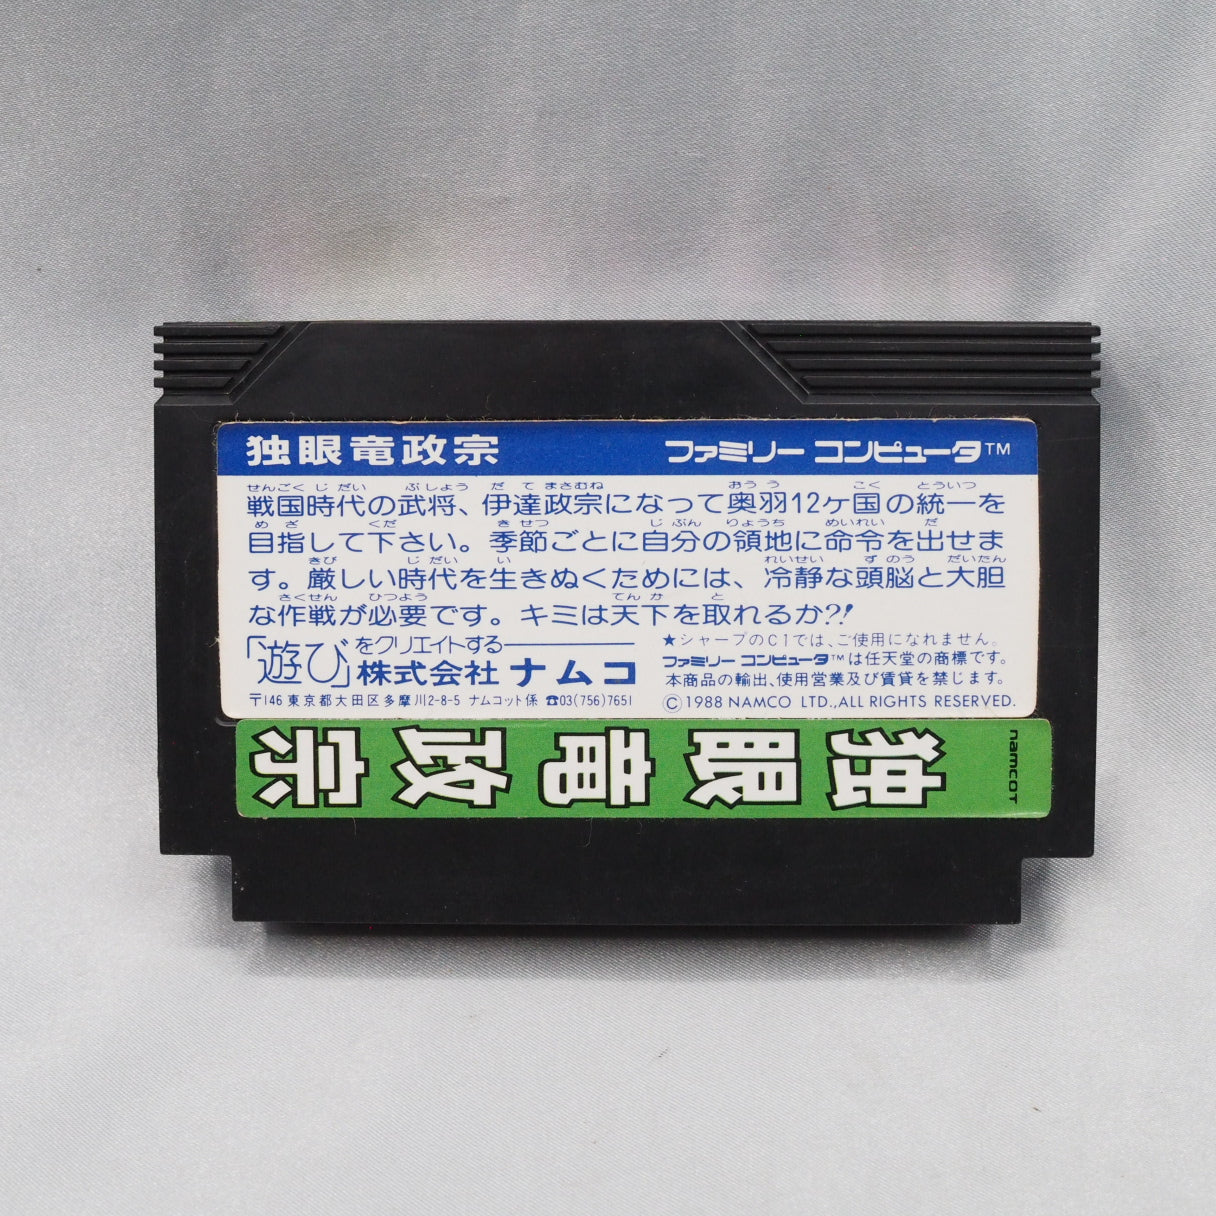 独眼竜政宗 ファミリー コンピュータ™
せんごくじだい ぶしょう だてまさむね おうう こく とういつ
戦国時代の武将、伊達政宗になって奥羽12ケ国の統一を
めざ くだ きせつ じぶん りょうち めいれい だ
目指して下さい。季節ごとに自分の領地に命令を出せま
きび じだい い れいせい ずのう だいたん
す。厳しい時代を生きぬくためには、冷静な頭脳と大胆
さくせん ひつよう てんか と
な作戦が必要です。キミは天下を取れるか?!
「遊び」をクリエイトする
株式会社 ナムコ
〒146 東京都大田区多摩川2-8-5 ナムコット係 ☎03(756)7651
★シャープのC1では、ご使用になれません。
ファミリー コンピュータ™は任天堂の商標です。
本商品の輸出、使用営業及び賃貸を禁じます。
©1988 NAMCO LTD.,ALL RIGHTS RESERVED.
namcot
独眼竜政宗